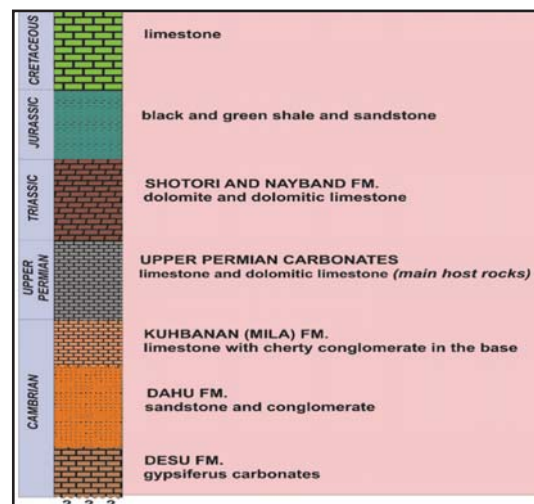 CRETACEOUS
limestone
JURASSIC
black and green shale and sandstone
TRIASSIC
SHOTORI AND NAYBAND FM.
dolomite and dolomitic limestone
UPPER PERMIAN
UPPER PERMIAN CARBONATES
limestone and dolomitic limestone (main host rocks)
CAMBRIAN
KUHBANAN (MILA) FM.
limestone with cherty conglomerate in the base
DAHU FM.
sandstone and conglomerate
DESU FM.
gypsiferus carbonates
? ? ?